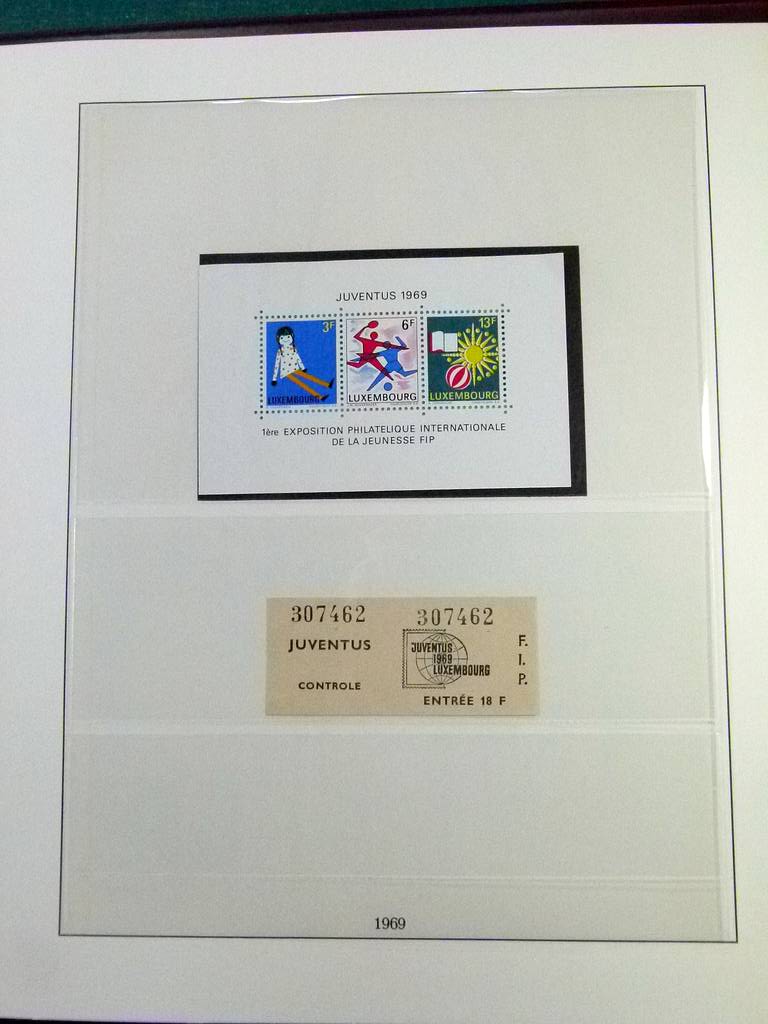 JUVENTUS 1969
3F
LUXEMBOURG
6F
LUXEMBOURG
13F
LUXEMBOURG
1ère EXPOSITION PHILATELIQUE INTERNATIONALE
DE LA JEUNESSE FIP
307462
JUVENTUS
CONTROLE
307462
JUVENTUS
1969
LUXEMBOURG
F.
I.
P.
ENTRÉE 18 F
1969